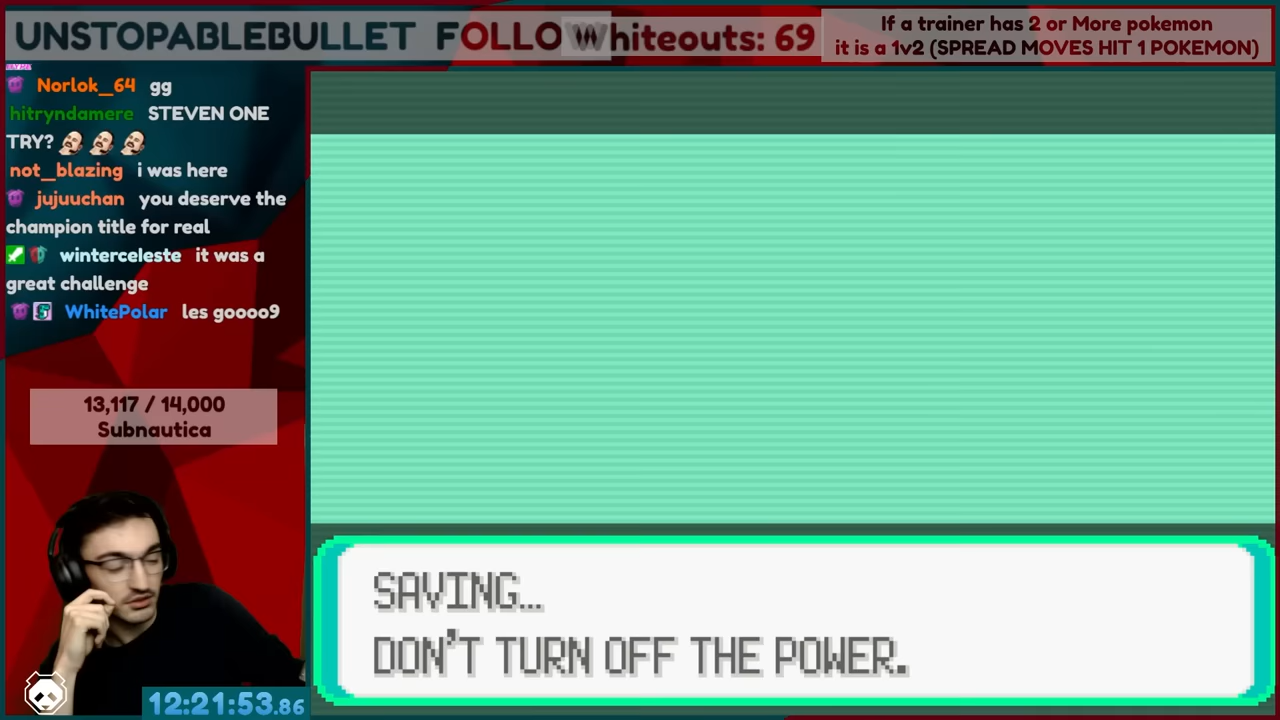 UNSTOPABLEBULLET FOLLO
Whiteouts: 69
If a trainer has 2 or More pokemon
it is a 1v2 (SPREAD MOVES HIT 1 POKEMON)
Norlok_64 gg
hitryndamere STEVEN ONE
TRY?
not_blazing i was here
jujuuchan you deserve the
champion title for real
winterceleste it was a
great challenge
WhitePolar les goooo9
13,117 / 14,000
Subnautica
SAVING...
DON'T TURN OFF THE POWER.
12:21:53.86